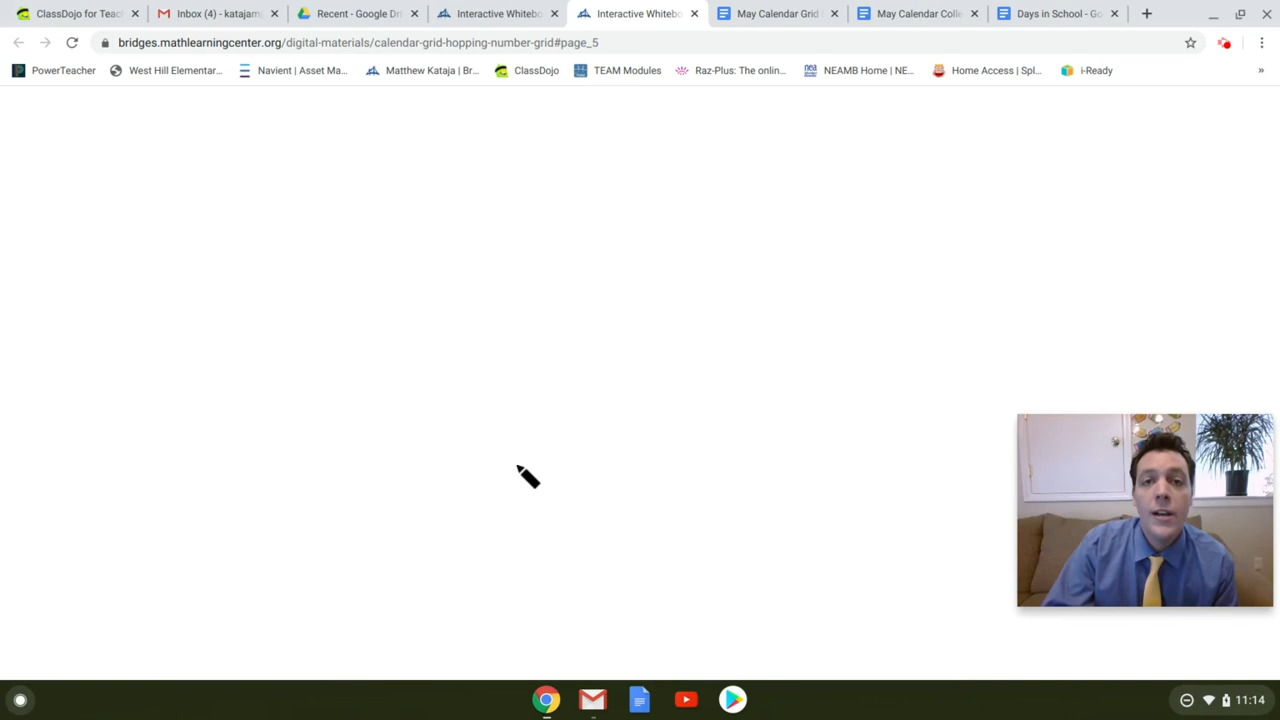 ClassDojo for Teach
Inbox (4) - katajam
Recent - Google Dri
Interactive Whitebo
Interactive Whitebo
May Calendar Grid
May Calendar Colle
Days in School - Go
bridges.mathlearningcenter.org/digital-materials/calendar-grid-hopping-number-grid#page_5
PowerTeacher
West Hill Elementar...
Navient | Asset Ma...
Matthew Kataja | Br...
ClassDojo
TEAM Modules
Raz-Plus: The onlin...
NEAMB Home | NE...
Home Access | Spl...
i-Ready
»
11:14